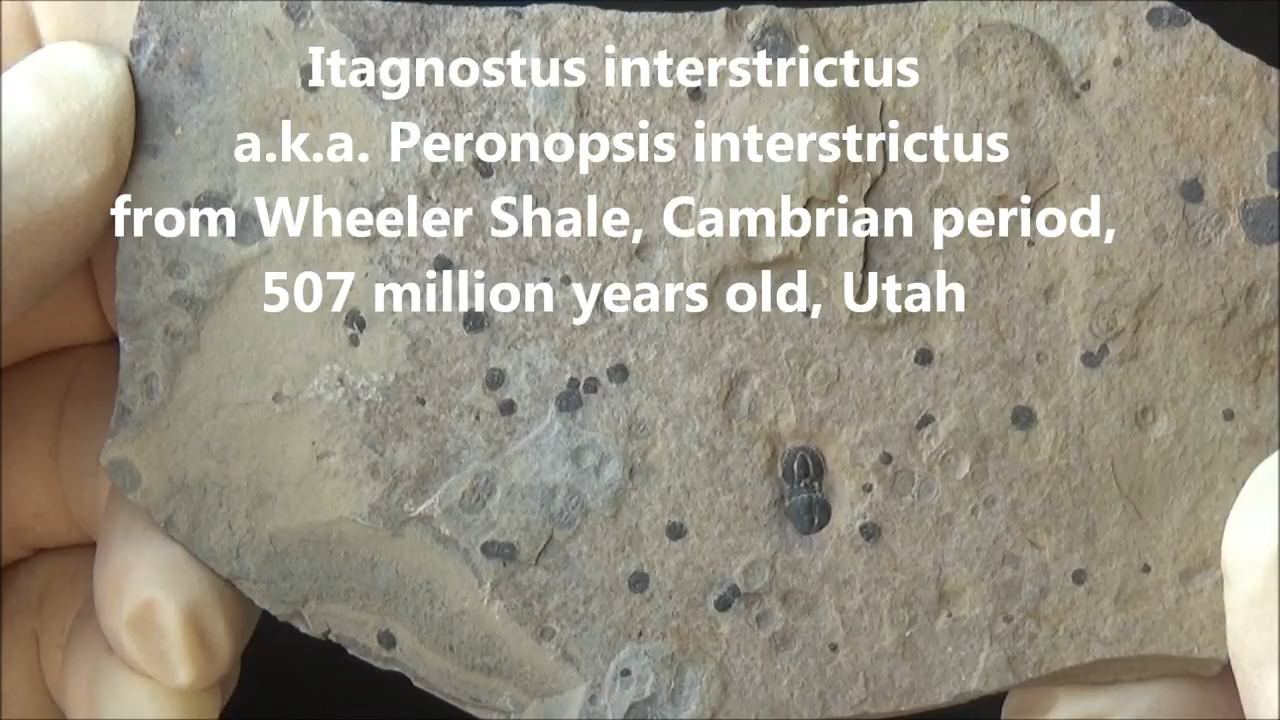 Itagnostus interstrictus
a.k.a. Peronopsis interstrictus
from Wheeler Shale, Cambrian period,
507 million years old, Utah